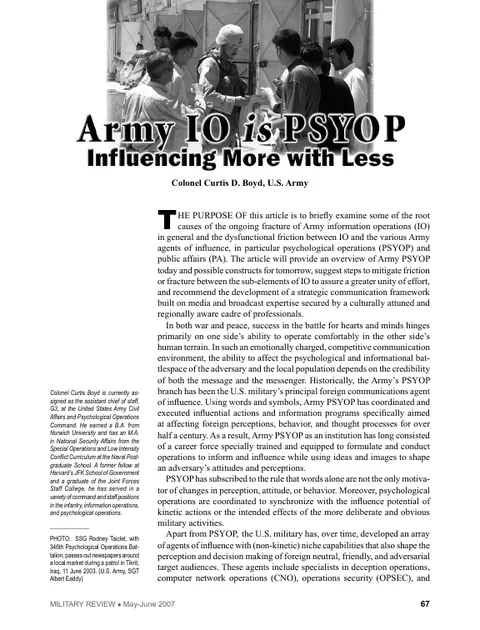 Army IO is PSYOP
Influencing More with Less
Colonel Curtis D. Boyd, U.S. Army
THE PURPOSE OF this article is to briefly examine some of the root
causes of the ongoing fracture of Army information operations (IO)
in general and the dysfunctional friction between IO and the various Army
agents of influence, in particular psychological operations (PSYOP) and
public affairs (PA). The article will provide an overview of Army PSYOP
today and possible constructs for tomorrow, suggest steps to mitigate friction
or fracture between the sub-elements of IO to assure a greater unity of effort,
and recommend the development of a strategic communication framework
built on media and broadcast expertise secured by a culturally attuned and
regionally aware cadre of professionals.
In both war and peace, success in the battle for hearts and minds hinges
primarily on one side's ability to operate comfortably in the other side's
human terrain. In such an emotionally charged, competitive communication
environment, the ability to affect the psychological and informational bat-
tlespace of the adversary and the local population depends on the credibility
of both the message and the messenger. Historically, the Army's PSYOP
branch has been the U.S. military's principal foreign communications agent
of influence. Using words and symbols, Army PSYOP has coordinated and
executed influential actions and information programs specifically aimed
at affecting foreign perceptions, behavior, and thought processes for over
half a century. As a result, Army PSYOP as an institution has long consisted
of a career force specially trained and equipped to formulate and conduct
operations to inform and influence while using ideas and images to shape
an adversary's attitudes and perceptions.
PSYOP has subscribed to the rule that words alone are not the only motiva-
tor of changes in perception, attitude, or behavior. Moreover, psychological
operations are coordinated to synchronize with the influence potential of
kinetic actions or the intended effects of the more deliberate and obvious
military activities.
Apart from PSYOP, the U.S. military has, over time, developed an array
of agents of influence with (non-kinetic) niche capabilities that also shape the
perception and decision making of foreign neutral, friendly, and adversarial
target audiences. These agents include specialists in deception operations,
computer network operations (CNO), operations security (OPSEC), and
Colonel Curtis Boyd is currently as-
signed as the assistant chief of staff,
G3, at the United States Army Civil
Affairs and Psychological Operations
Command. He earned a B.A. from
Norwich University and has an M.A.
in National Security Affairs from the
Special Operations and Low Intensity
Conflict Curriculum at the Naval Post-
graduate School. A former fellow at
Harvard's JFK School of Government
and a graduate of the Joint Forces
Staff College, he has served in a
variety of command and staff positions
in the infantry, information operations,
and psychological operations.
PHOTO: SSG Rodney Taidlet, with
346th Psychological Operations Bat-
talion, passes out newspapers around
a local market during a patrol in Tikrit,
Iraq, 11 June 2003. (U.S. Army, SGT
Albert Eaddy)
MILITARY REVIEW • May-June 2007
67